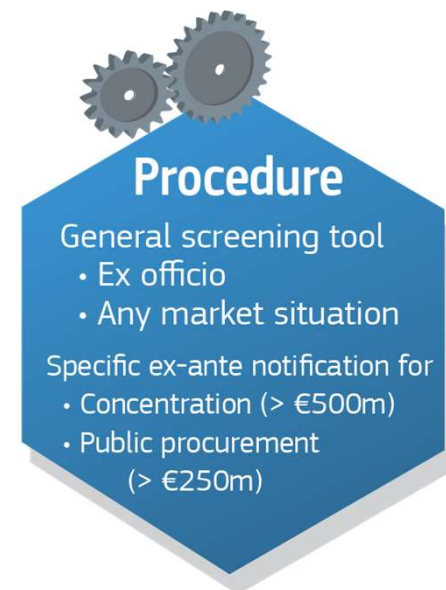 Procedure
General screening tool
• Ex officio
• Any market situation
Specific ex-ante notification for
• Concentration (> €500m)
• Public procurement
(> €250m)